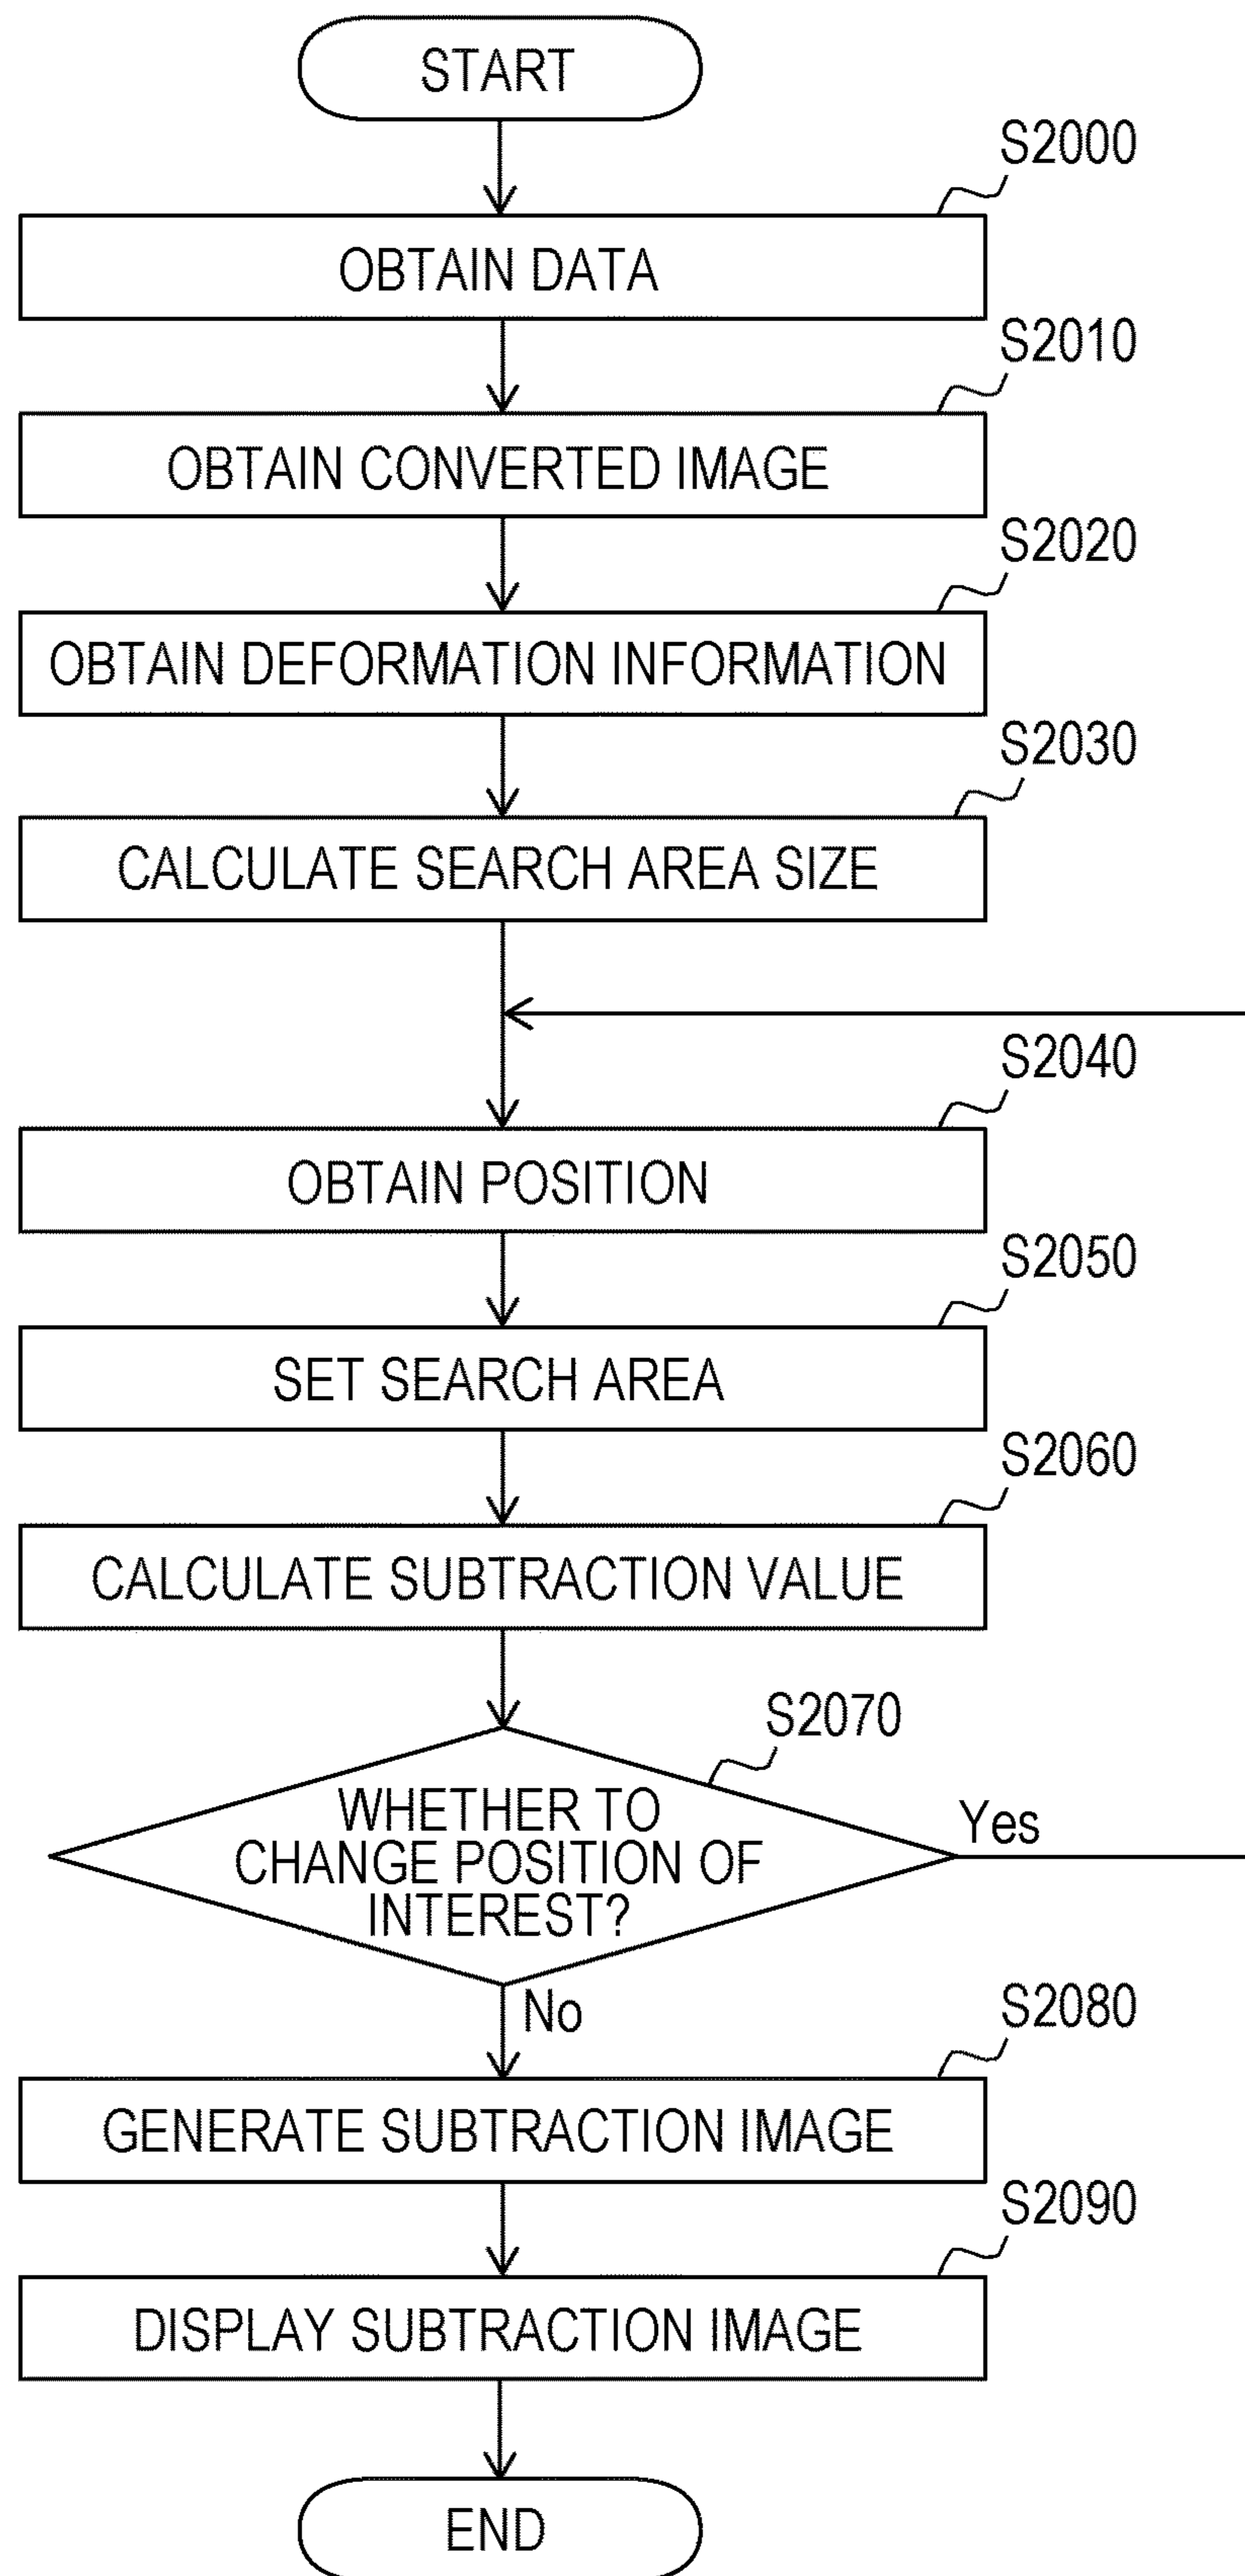 START
S2000
OBTAIN DATA
S2010
OBTAIN CONVERTED IMAGE
S2020
OBTAIN DEFORMATION INFORMATION
S2030
CALCULATE SEARCH AREA SIZE
S2040
OBTAIN POSITION
S2050
SET SEARCH AREA
S2060
CALCULATE SUBTRACTION VALUE
S2070
WHETHER TO
CHANGE POSITION OF
INTEREST?
Yes
No
S2080
GENERATE SUBTRACTION IMAGE
S2090
DISPLAY SUBTRACTION IMAGE
END